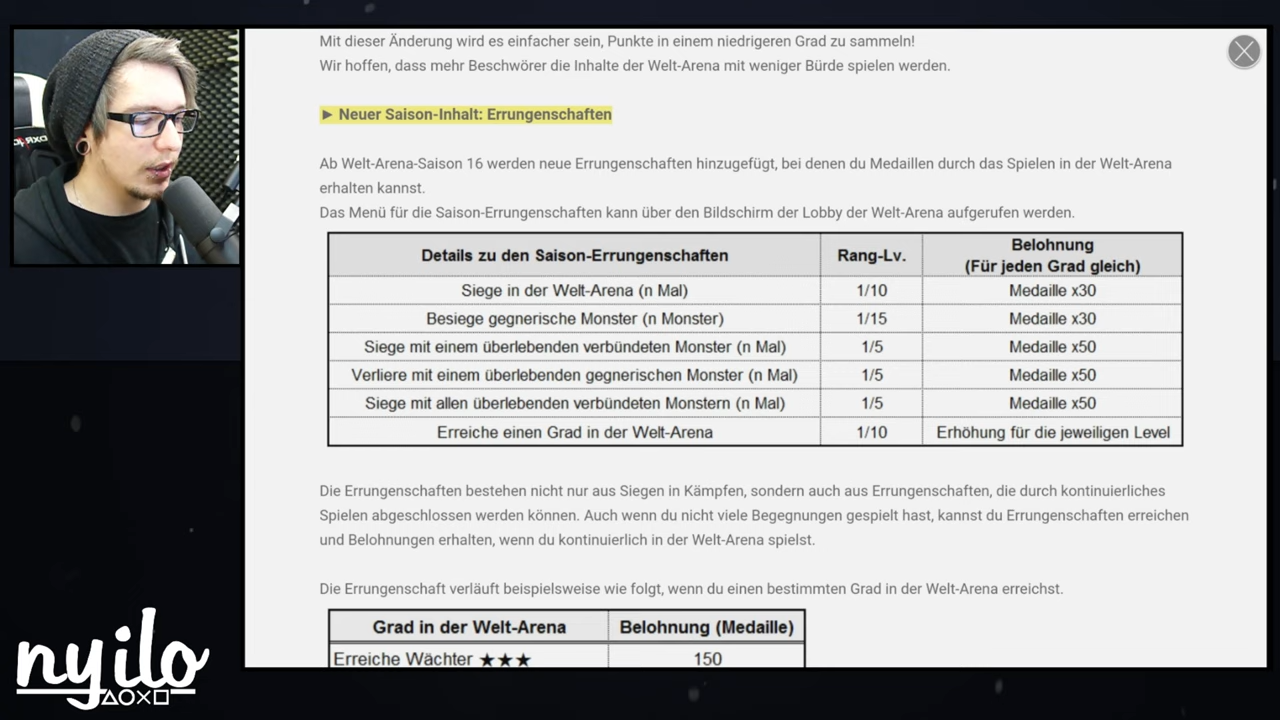 Mit dieser Änderung wird es einfacher sein, Punkte in einem niedrigeren Grad zu sammeln!
Wir hoffen, dass mehr Beschwörer die Inhalte der Welt-Arena mit weniger Bürde spielen werden.
► Neuer Saison-Inhalt: Errungenschaften
Ab Welt-Arena-Saison 16 werden neue Errungenschaften hinzugefügt, bei denen du Medaillen durch das Spielen in der Welt-Arena
erhalten kannst.
Das Menü für die Saison-Errungenschaften kann über den Bildschirm der Lobby der Welt-Arena aufgerufen werden.
Details zu den Saison-Errungenschaften Rang-Lv. Belohnung
(Für jeden Grad gleich)
Siege in der Welt-Arena (n Mal) 1/10 Medaille x30
Besiege gegnerische Monster (n Monster) 1/15 Medaille x30
Siege mit einem überlebenden verbündeten Monster (n Mal) 1/5 Medaille x50
Verliere mit einem überlebenden gegnerischen Monster (n Mal) 1/5 Medaille x50
Siege mit allen überlebenden verbündeten Monstern (n Mal) 1/5 Medaille x50
Erreiche einen Grad in der Welt-Arena 1/10 Erhöhung für die jeweiligen Level
Die Errungenschaften bestehen nicht nur aus Siegen in Kämpfen, sondern auch aus Errungenschaften, die durch kontinuierliches
Spielen abgeschlossen werden können. Auch wenn du nicht viele Begegnungen gespielt hast, kannst du Errungenschaften erreichen
und Belohnungen erhalten, wenn du kontinuierlich in der Welt-Arena spielst.
Die Errungenschaft verläuft beispielsweise wie folgt, wenn du einen bestimmten Grad in der Welt-Arena erreichst.
Grad in der Welt-Arena Belohnung (Medaille)
Erreiche Wächter ★★★ 150
nyilo